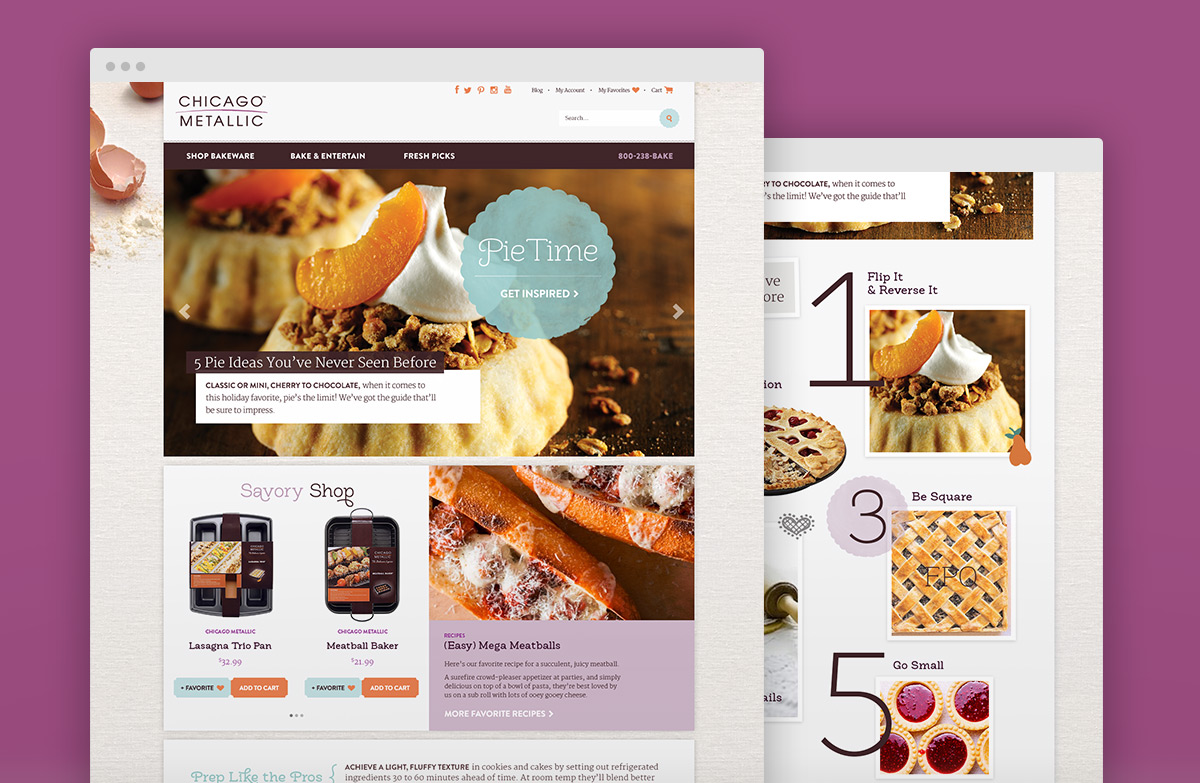 CHICAGO™
METALLIC
Blog • My Account • My Favorites • Cart
Search...
SHOP BAKEWARE BAKE & ENTERTAIN FRESH PICKS 800-238-BAKE
Pie Time
GET INSPIRED >
5 Pie Ideas You've Never Seen Before
CLASSIC OR MINI, CHERRY TO CHOCOLATE, when it comes to
this holiday favorite, pie's the limit! We've got the guide that'll
be sure to impress.
Savory Shop
CHICAGO METALLIC
Lasagna Trio Pan
$32.99
+ FAVORITE ADD TO CART
CHICAGO METALLIC
Meatball Baker
$21.99
+ FAVORITE ADD TO CART
RECIPES
(Easy) Mega Meatballs
Here's our favorite recipe for a succulent, juicy meatball.
A surefire crowd-pleaser appetizer at parties, and simply
delicious on top of a bowl of pasta, they're best loved by
us on a sub roll with lots of ooey gooey cheese.
MORE FAVORITE RECIPES >
Prep Like the Pros
ACHIEVE A LIGHT, FLUFFY TEXTURE in cookies and cakes by setting out refrigerated
ingredients 30 to 60 minutes ahead of time. At room temp they'll blend better
TO CHOCOLATE, when it comes to
the limit! We've got the guide that'll
1
Flip It
& Reverse It
3
Be Square
FPO
5
Go Small